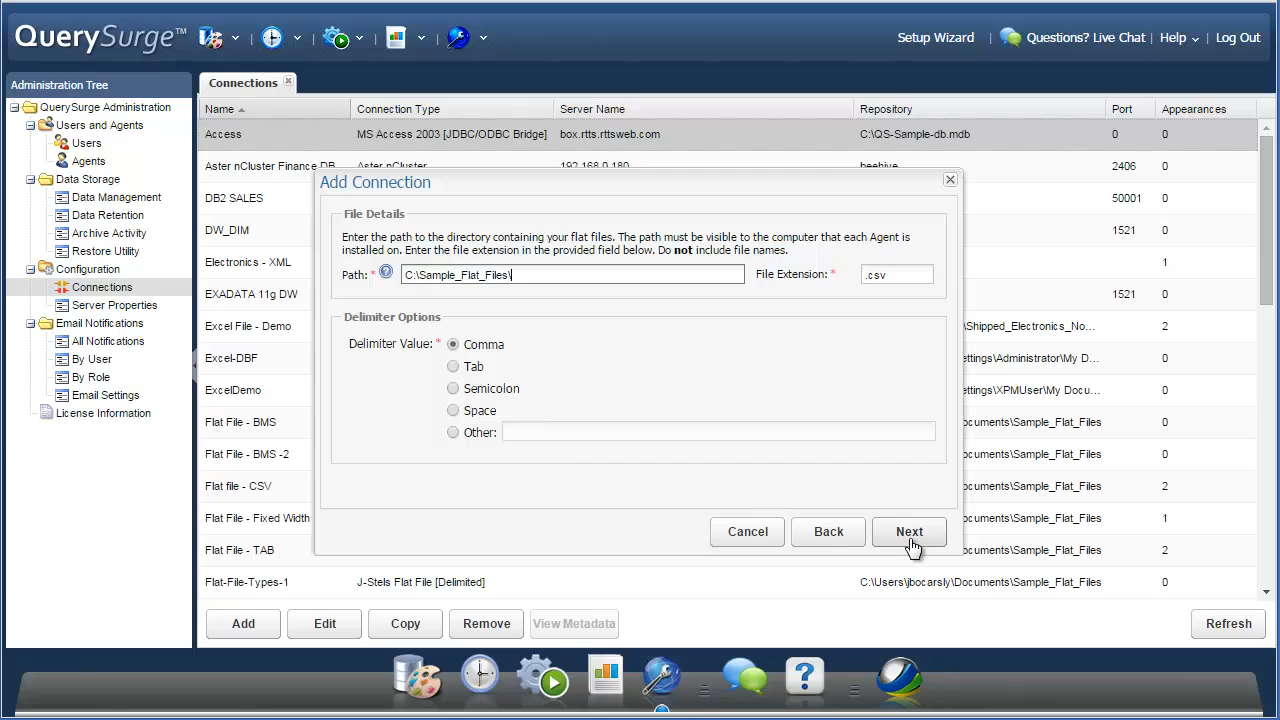 QuerySurge™
Setup Wizard
Questions? Live Chat
Help
Log Out
Administration Tree
QuerySurge Administration
Users and Agents
Users
Agents
Data Storage
Data Management
Data Retention
Archive Activity
Restore Utility
Configuration
Connections
Server Properties
Email Notifications
All Notifications
By User
By Role
Email Settings
License Information
Connections
Name Connection Type Server Name Repository Port Appearances
Access MS Access 2003 [JDBC/ODBC Bridge] box.rtts.rttsweb.com C:\QS-Sample-db.mdb 0 0
Aster nCluster Finance DB Aster nCluster 192.168.0.180 beehive 2406 0
DB2 SALES 50001 0
DW_DIM 1521 0
Electronics - XML 1
EXADATA 11g DW 1521 0
Excel File - Demo \Shipped_Electronics_No... 2
Excel-DBF ettings\Administrator\My D... 0
ExcelDemo ettings\XPMUser\My Docu... 0
Flat File - BMS ocuments\Sample_Flat_Files 0
Flat File - BMS -2 ocuments\Sample_Flat_Files 0
Flat file - CSV ocuments\Sample_Flat_Files 2
Flat File - Fixed Width ocuments\Sample_Flat_Files 1
Flat File - TAB ocuments\Sample_Flat_Files 2
Flat-File-Types-1 J-Stels Flat File [Delimited] C:\Users\jbocarsly\Documents\Sample_Flat_Files 0
Add Connection
File Details
Enter the path to the directory containing your flat files. The path must be visible to the computer that each Agent is
installed on. Enter the file extension in the provided field below. Do not include file names.
Path: * ? C:\Sample_Flat_Files\ File Extension: * .csv
Delimiter Options
Delimiter Value: * Comma
Tab
Semicolon
Space
Other:
Cancel Back Next
Add Edit Copy Remove View Metadata Refresh
?